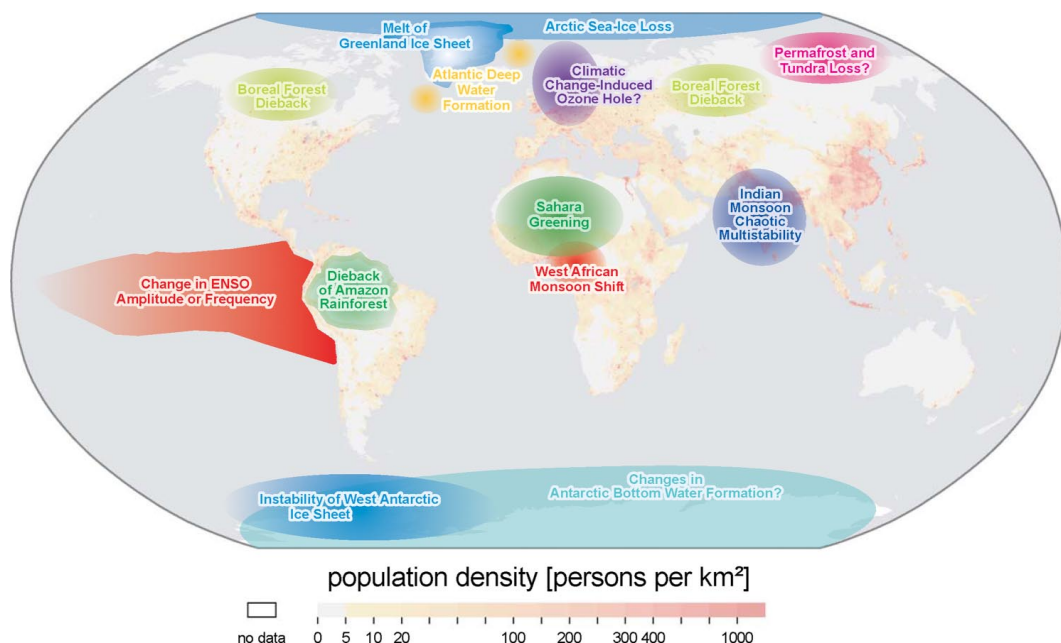 Melt of
Greenland Ice Sheet
Arctic Sea-Ice Loss
Permafrost and
Tundra Loss?
Atlantic Deep
Water
Formation
Climatic
Change-Induced
Ozone Hole?
Boreal Forest
Dieback
Boreal Forest
Dieback
Sahara
Greening
Indian
Monsoon
Chaotic
Multistability
West African
Monsoon Shift
Change in ENSO
Amplitude or Frequency
Dieback
of Amazon
Rainforest
Instability of West Antarctic
Ice Sheet
Changes in
Antarctic Bottom Water Formation?
population density [persons per km²]
no data 0 5 10 20 100 200 300 400 1000